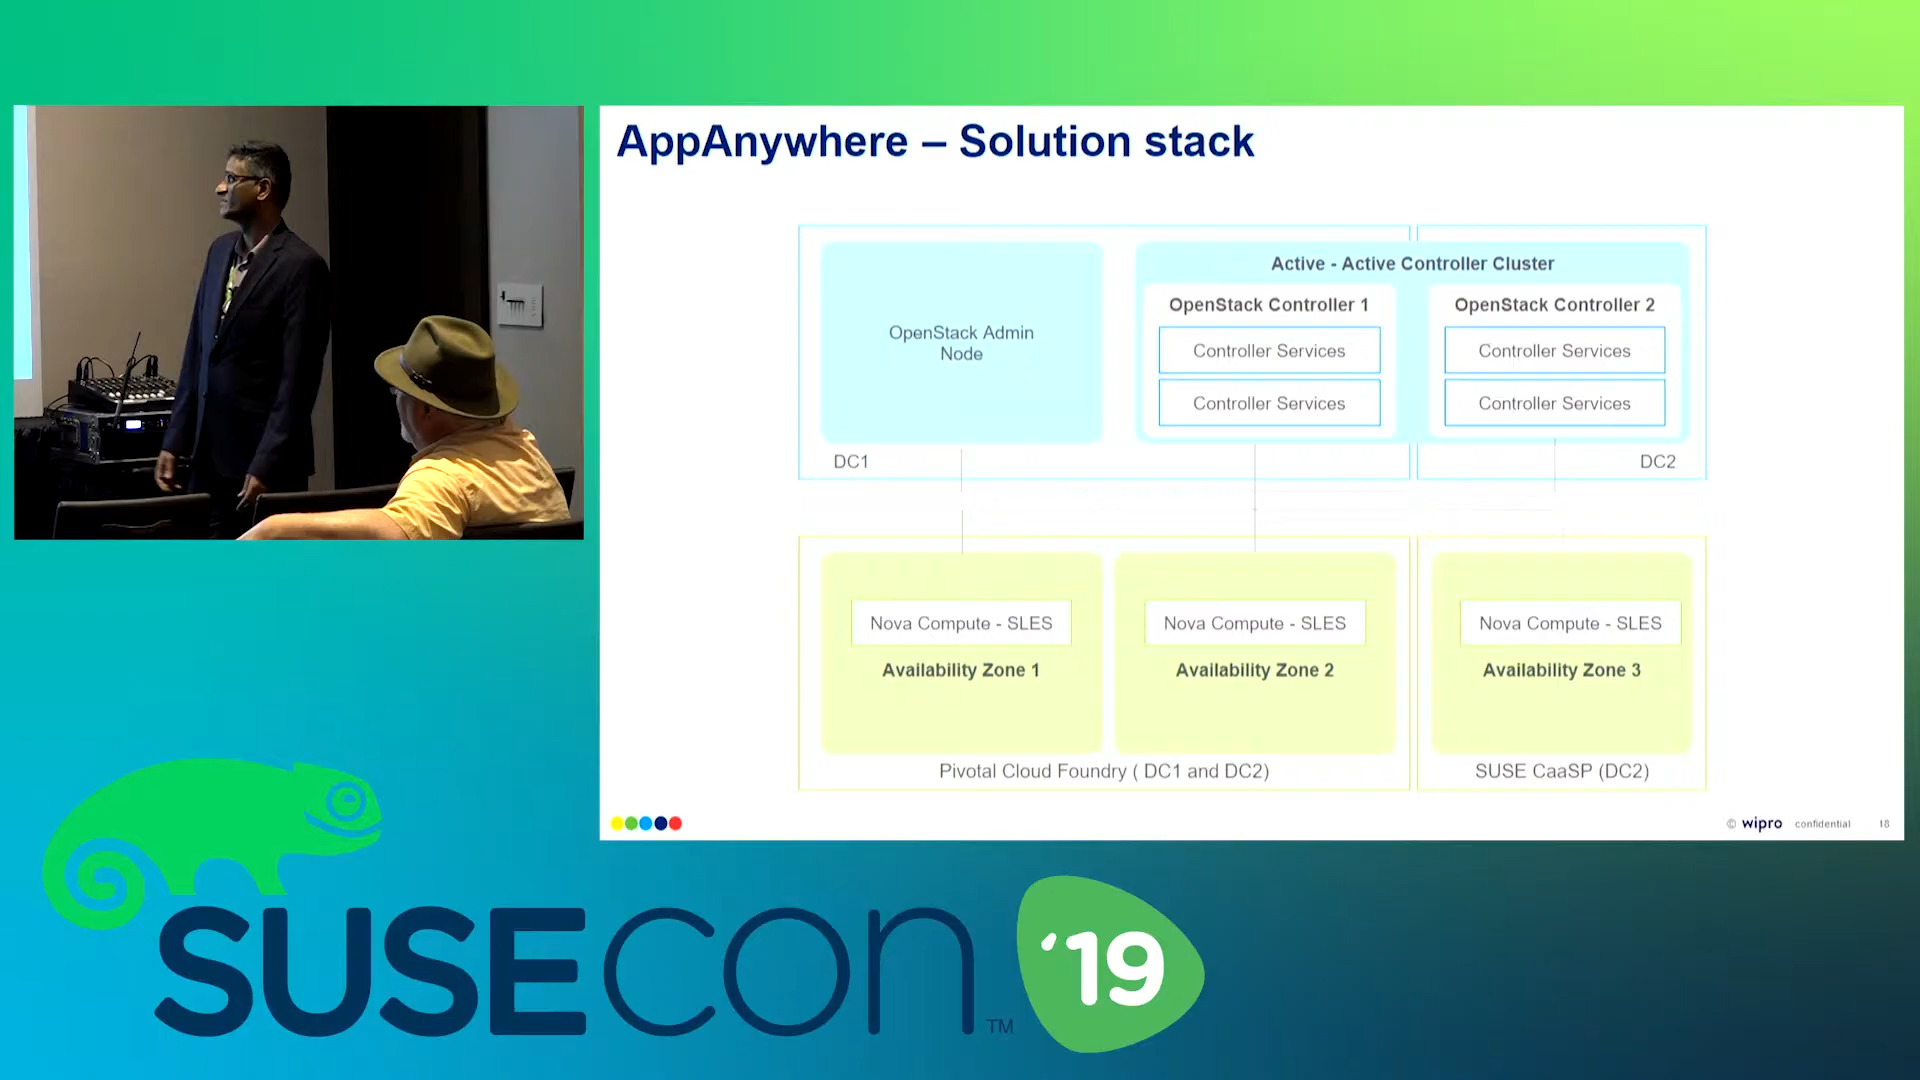 AppAnywhere – Solution stack
Active - Active Controller Cluster
OpenStack Admin
Node
OpenStack Controller 1
Controller Services
Controller Services
OpenStack Controller 2
Controller Services
Controller Services
DC1
DC2
Nova Compute - SLES
Availability Zone 1
Nova Compute - SLES
Availability Zone 2
Nova Compute - SLES
Availability Zone 3
Pivotal Cloud Foundry ( DC1 and DC2)
SUSE CaaSP (DC2)
© wipro confidential 18
SUSECON TM '19